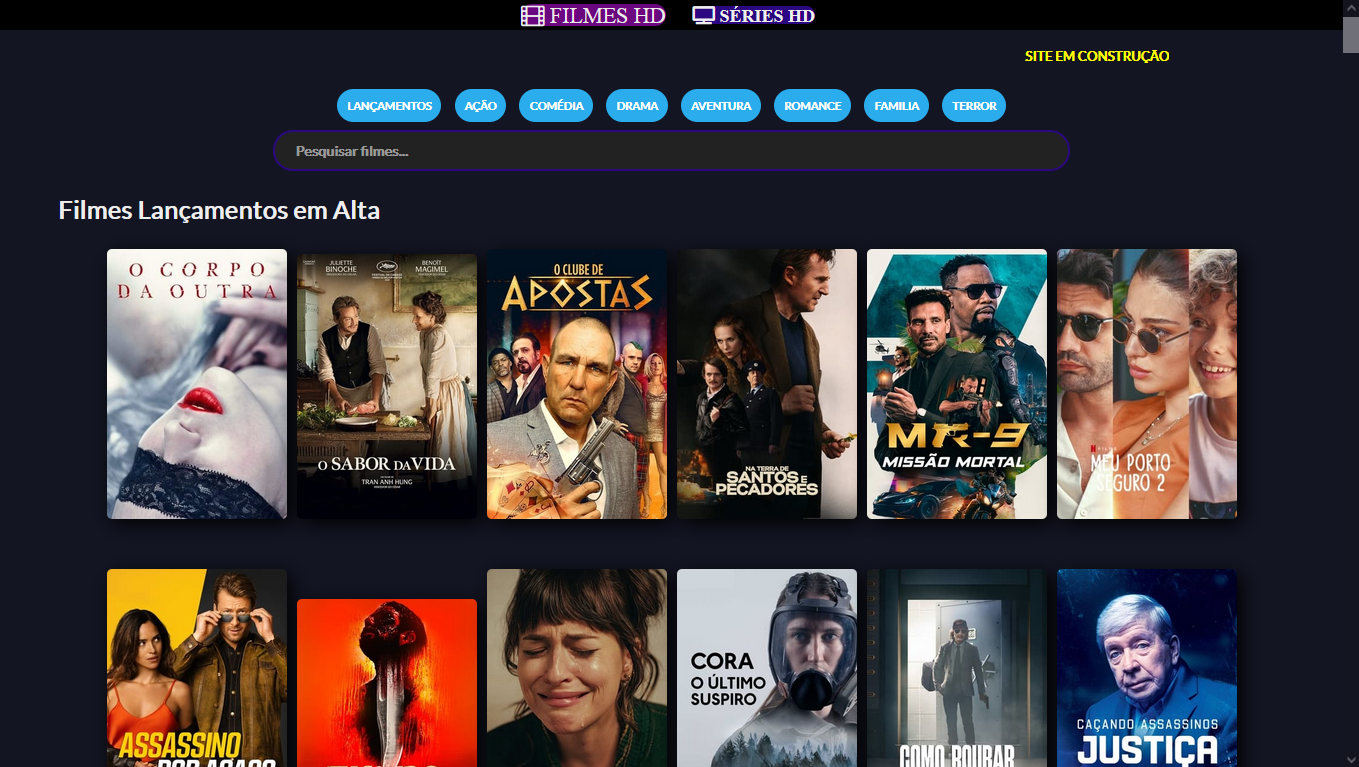 FILMES HD
SÉRIES HD
SITE EM CONSTRUÇÃO
LANÇAMENTOS
AÇÃO
COMÉDIA
DRAMA
AVENTURA
ROMANCE
FAMILIA
TERROR
Pesquisar filmes...
Filmes Lançamentos em Alta
O CORPO
DA OUTRA
JULIETTE
BINOCHE
BENOÎT
MAGIMEL
O SABOR DA VIDA
TRAN ANH HUNG
O CLUBE DE
APOSTAS
NA TERRA DE
SANTOS E
PECADORES
MR-9
MISSÃO MORTAL
MEU PORTO
SEGURO 2
ASSASSINO
POR ACASO
CORA
O ÚLTIMO
SUSPIRO
COMO ROUBAR
CAÇANDO ASSASSINOS
JUSTIÇA